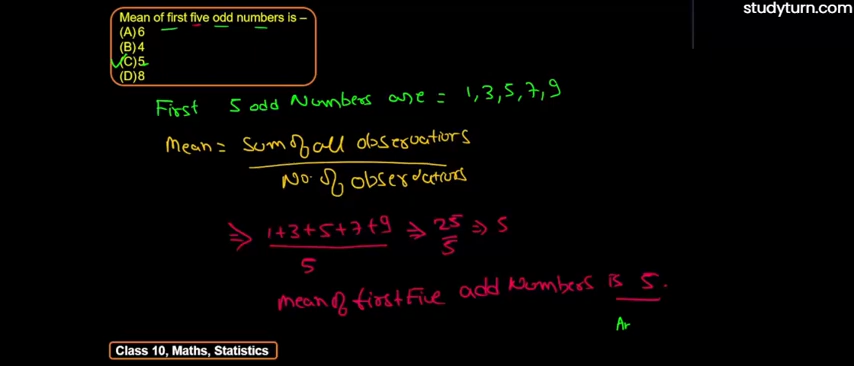 studyturn.com
Mean of first five odd numbers is –
(A) 6
(B) 4
(C) 5
(D) 8
First 5 odd Numbers are = 1, 3, 5, 7, 9
Mean = Sum of all observations
No. of observations
⇒ 1+3+5+7+9 ⇒ 25 ⇒ 5
5 5
mean of first Five odd Numbers is 5.
An
Class 10, Maths, Statistics